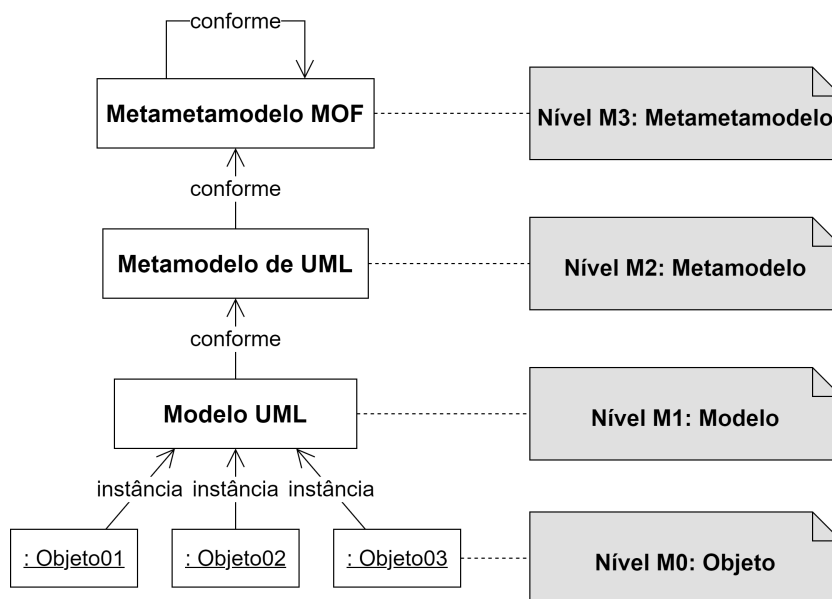 conforme
Metametamodelo MOF
Nível M3: Metametamodelo
conforme
Metamodelo de UML
Nível M2: Metamodelo
conforme
Modelo UML
Nível M1: Modelo
instância instância instância
: Objeto01
: Objeto02
: Objeto03
Nível M0: Objeto